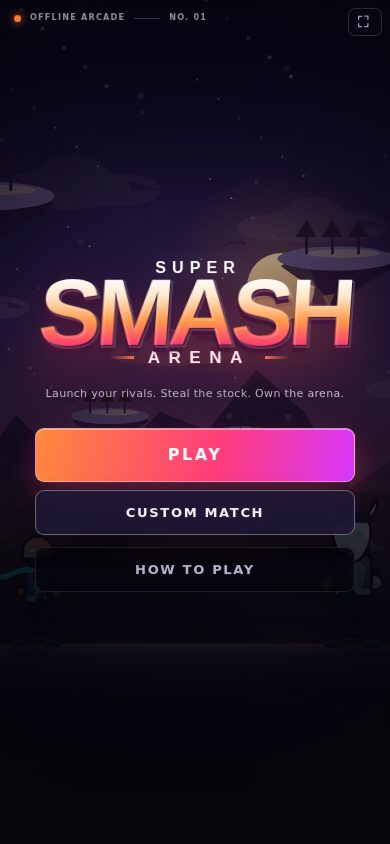 OFFLINE ARCADE — NO. 01
SUPER
SMASH
ARENA
Launch your rivals. Steal the stock. Own the arena.
PLAY
CUSTOM MATCH
HOW TO PLAY